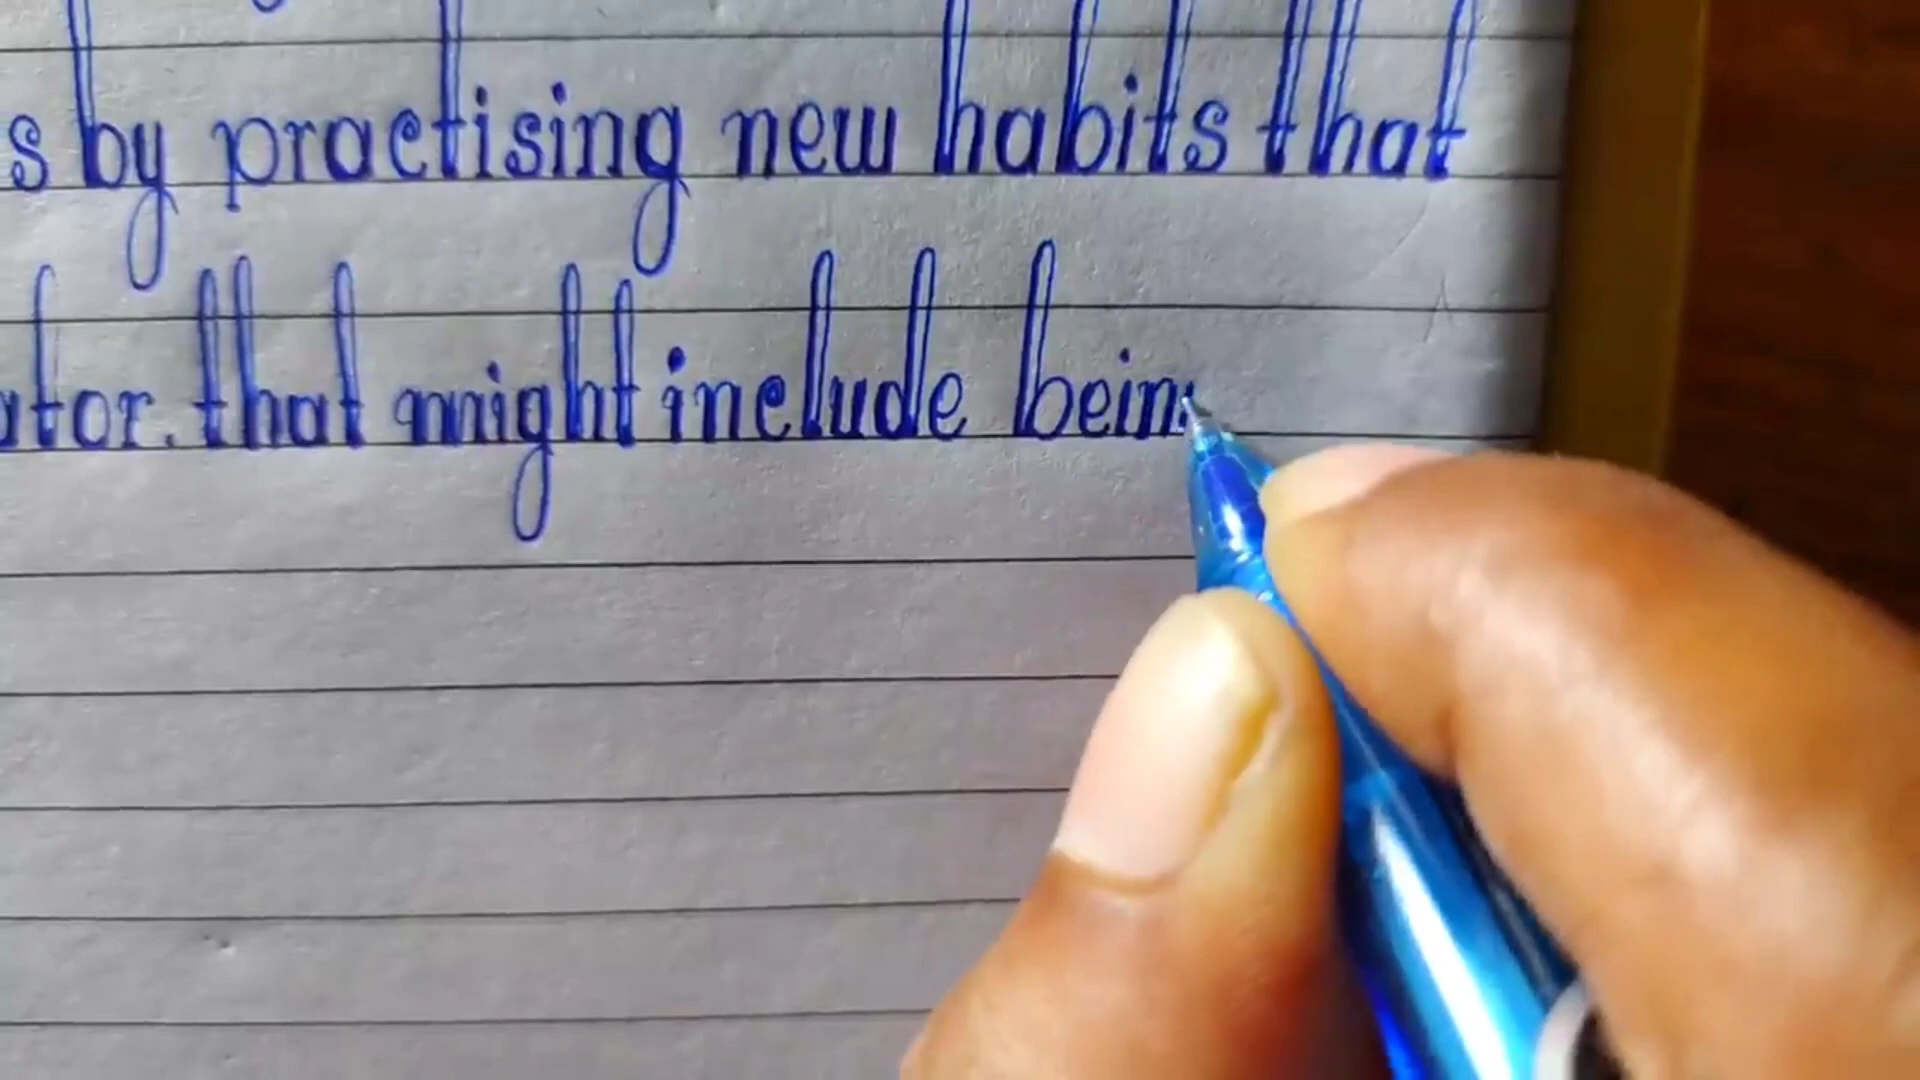 s by practising new habits that
ator. that might include bein